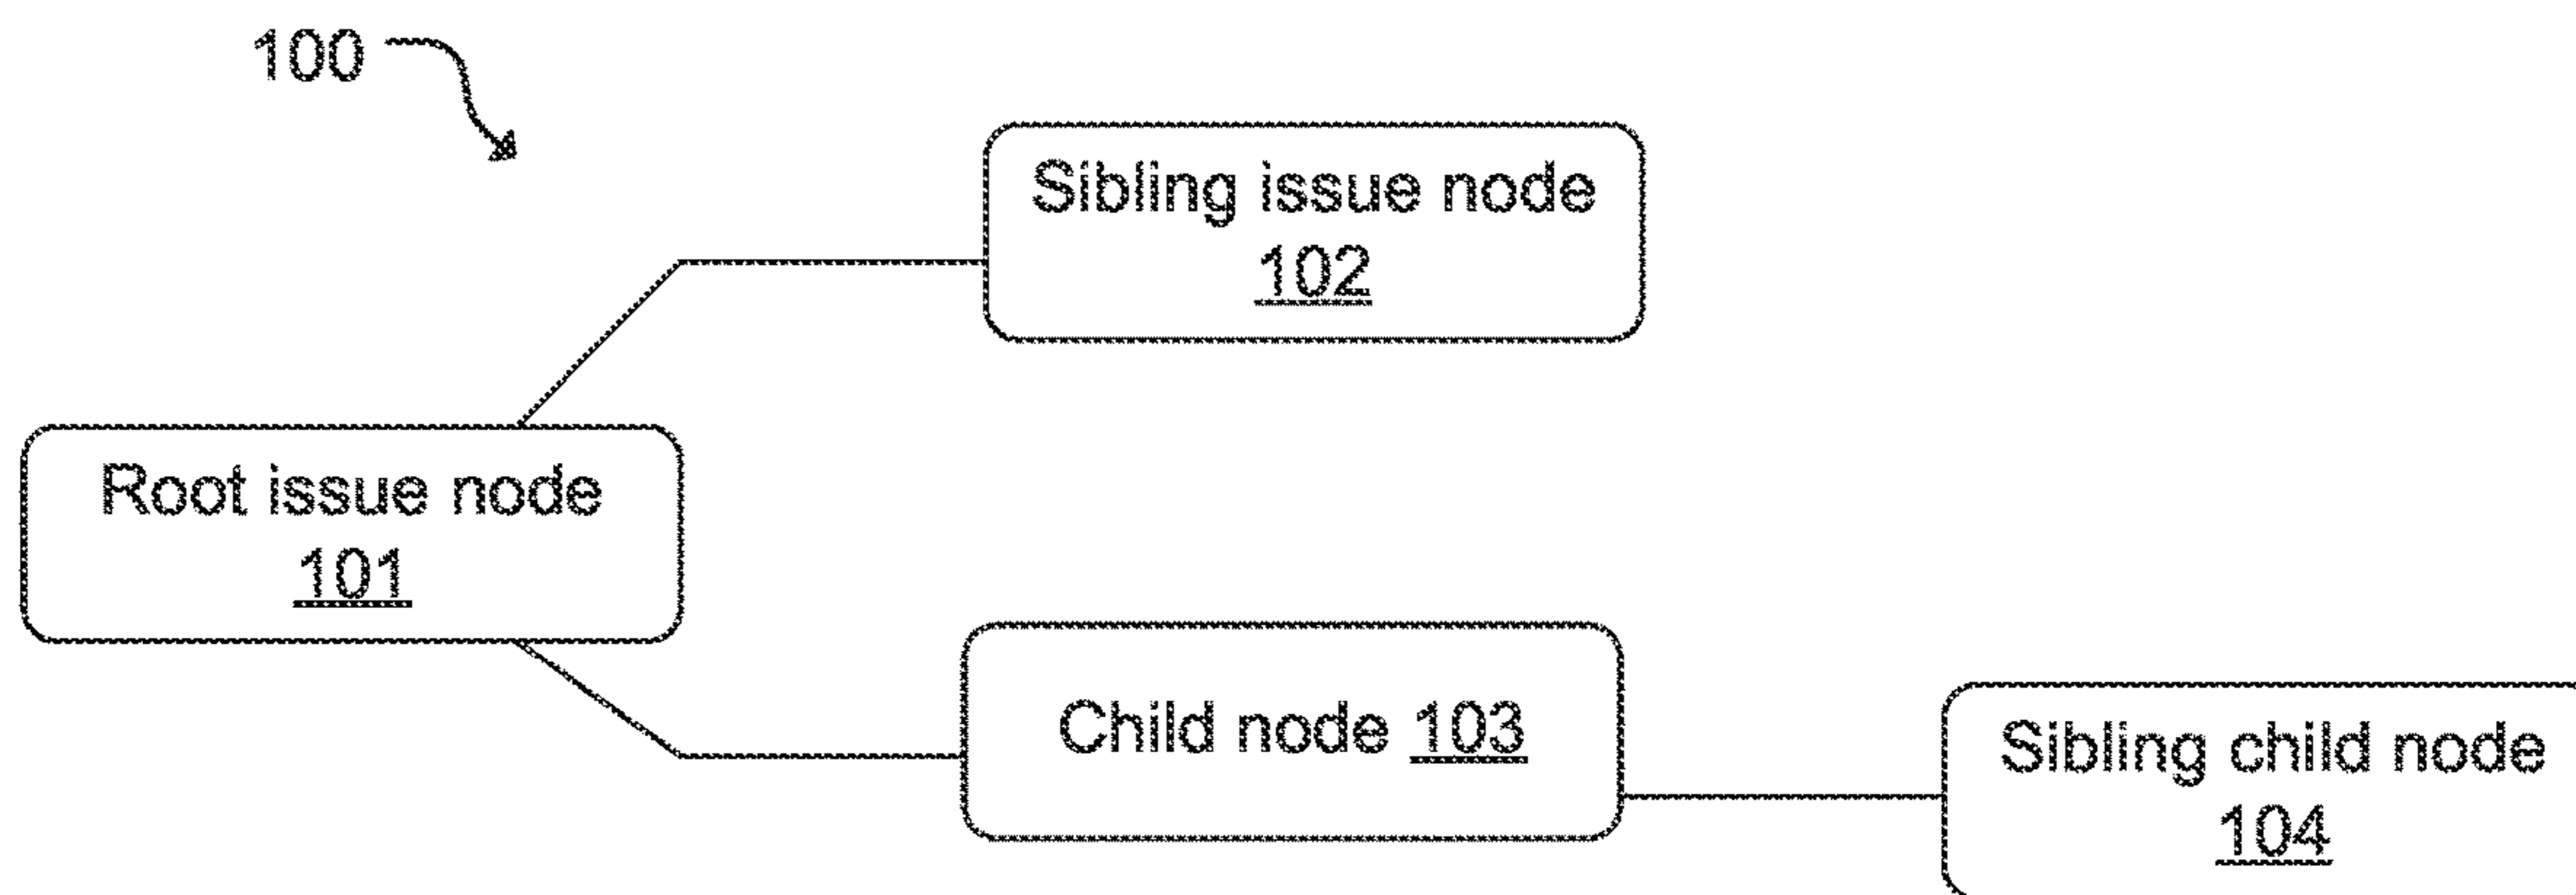 100
Sibling issue node
102
Root issue node
101
Child node 103
Sibling child node
104